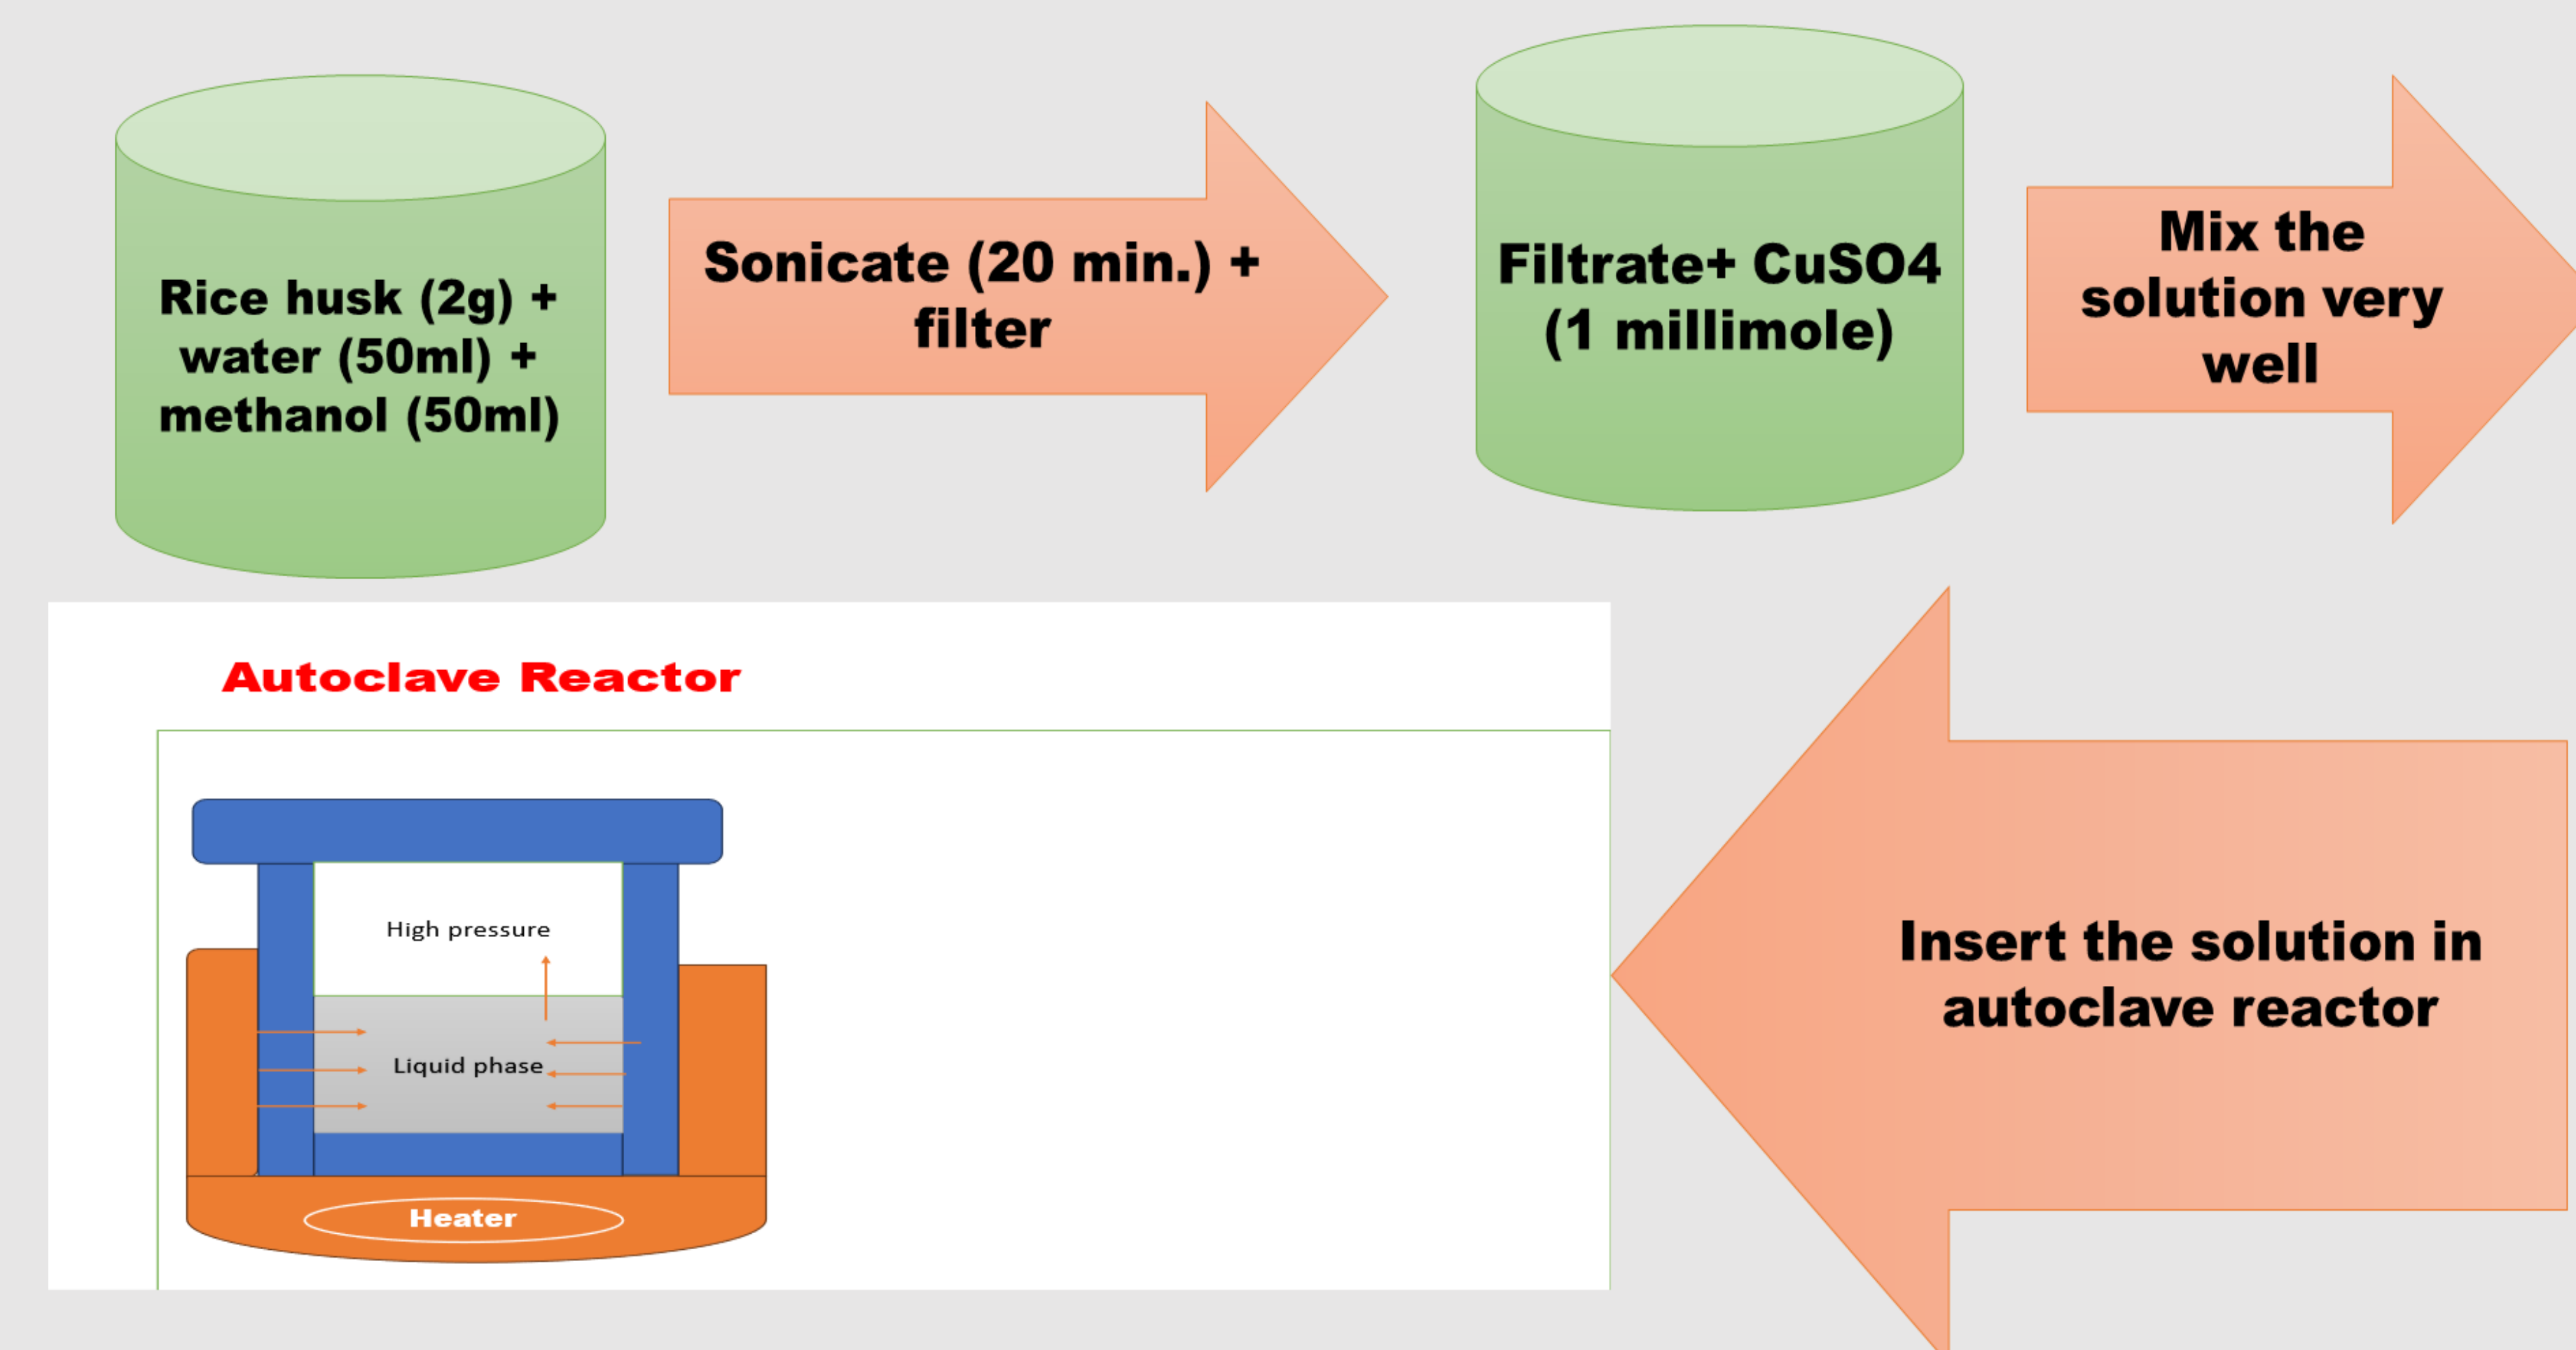 Rice husk (2g) +
water (50ml) +
methanol (50ml)
Sonicate (20 min.) +
filter
Filtrate+ CuSO4
(1 millimole)
Mix the
solution very
well
Insert the solution in
autoclave reactor
Autoclave Reactor
High pressure
Liquid phase
Heater